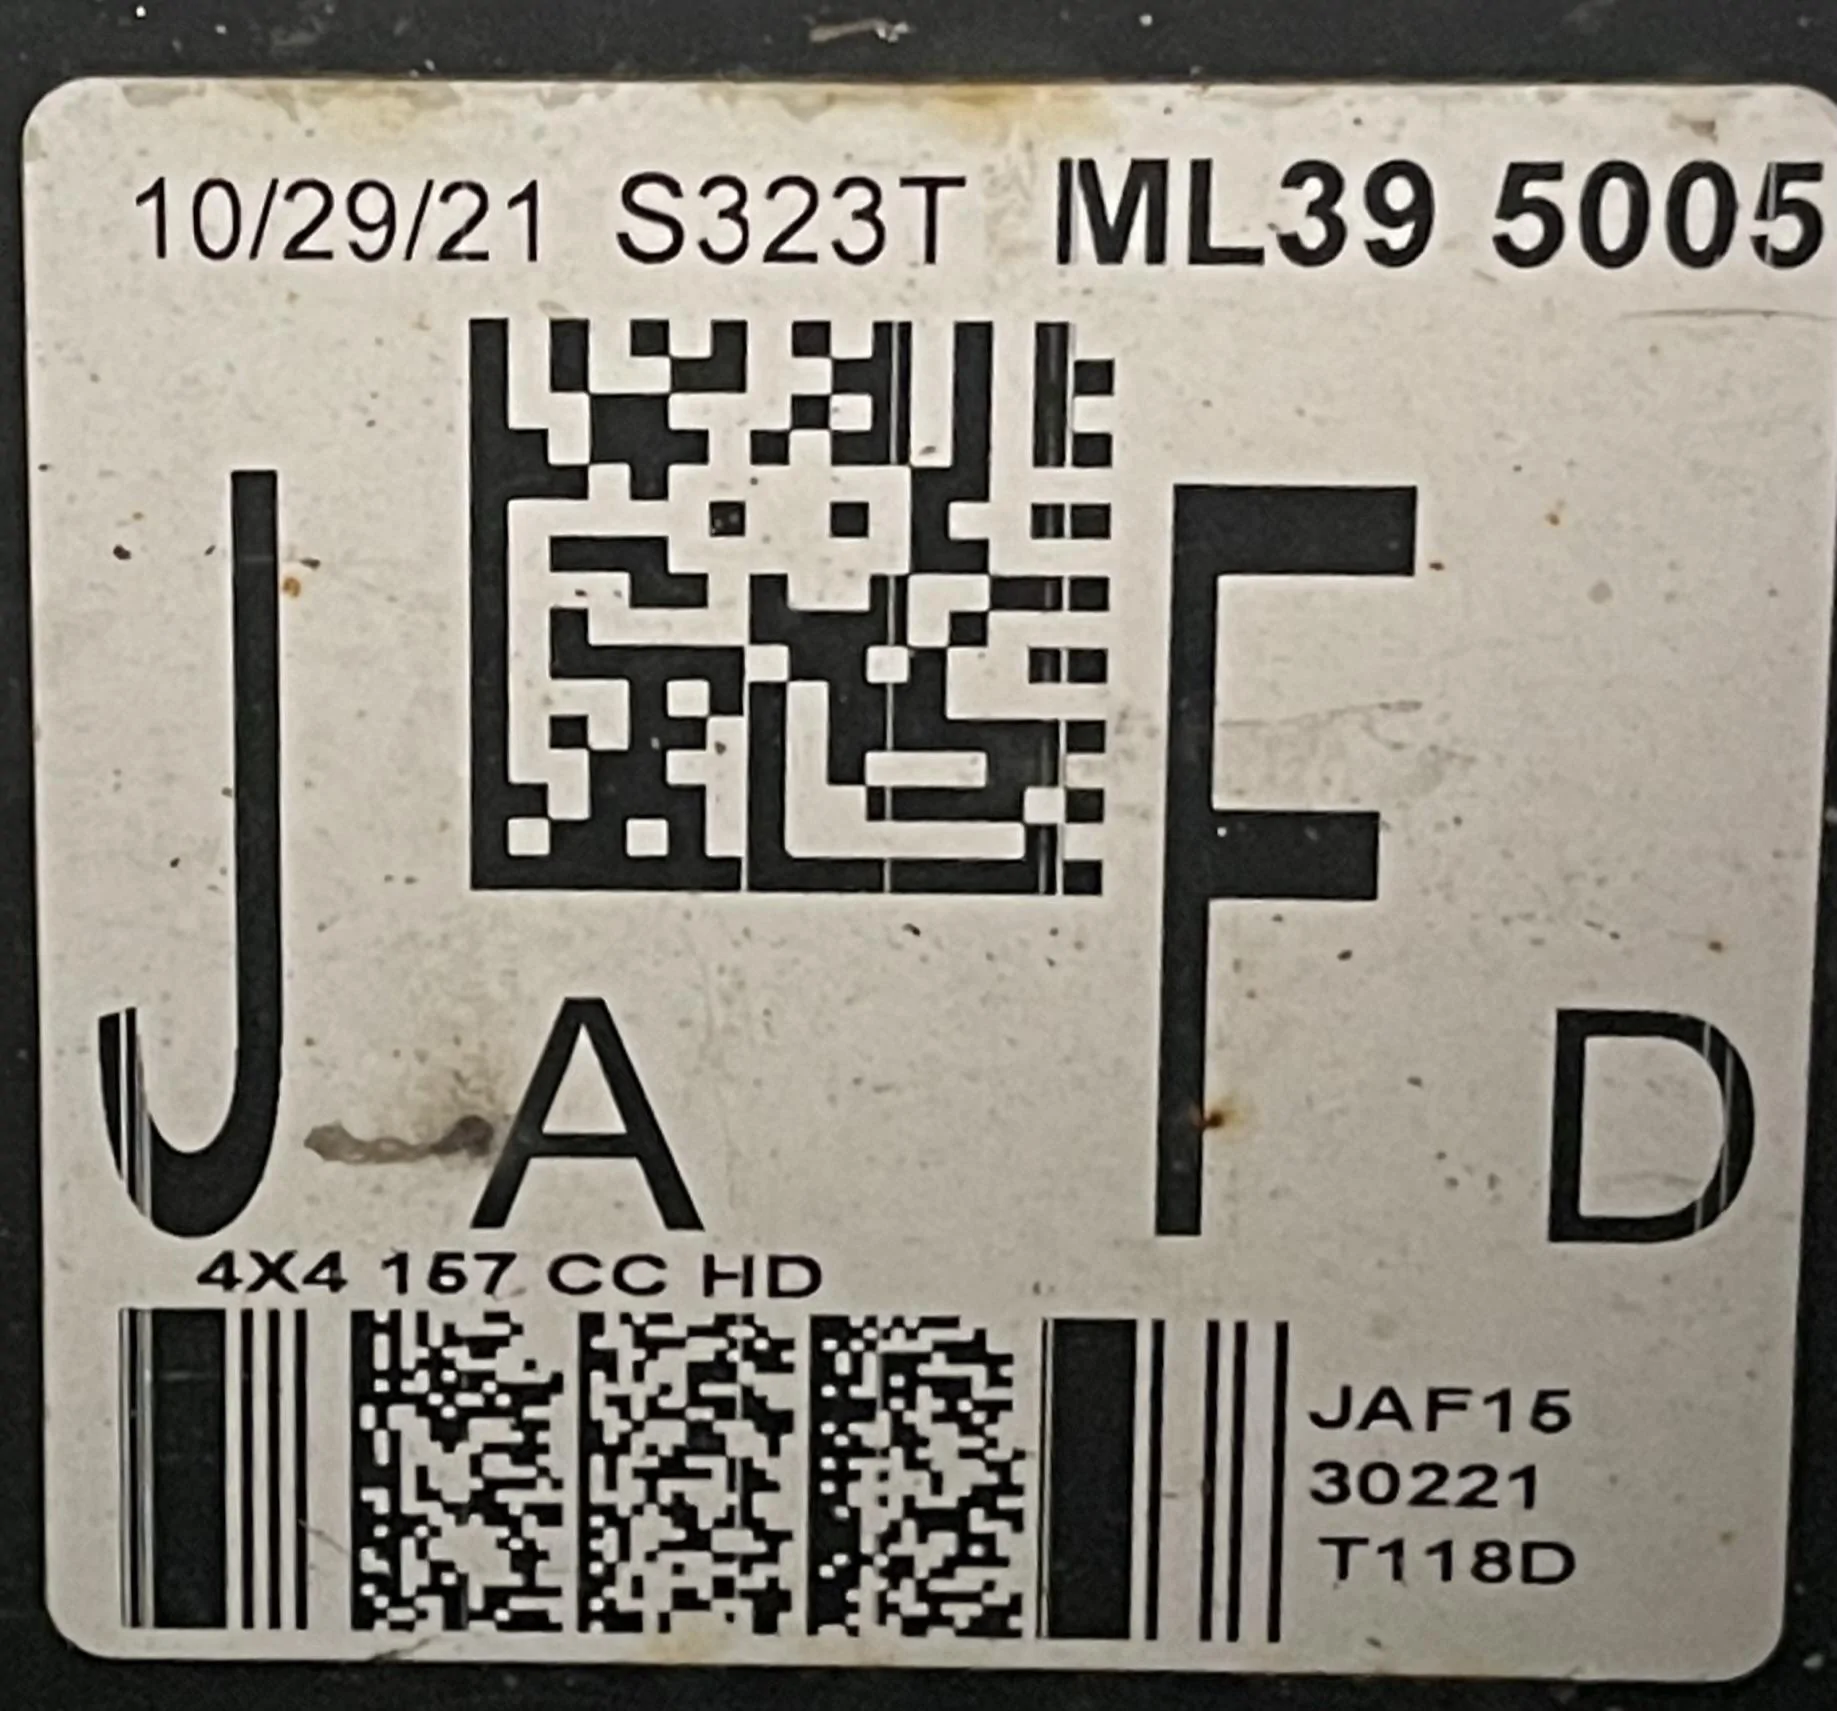 10/29/21 S323T ML39 5005
J A F D
4X4 157 CC HD
JAF15
30221
T118D